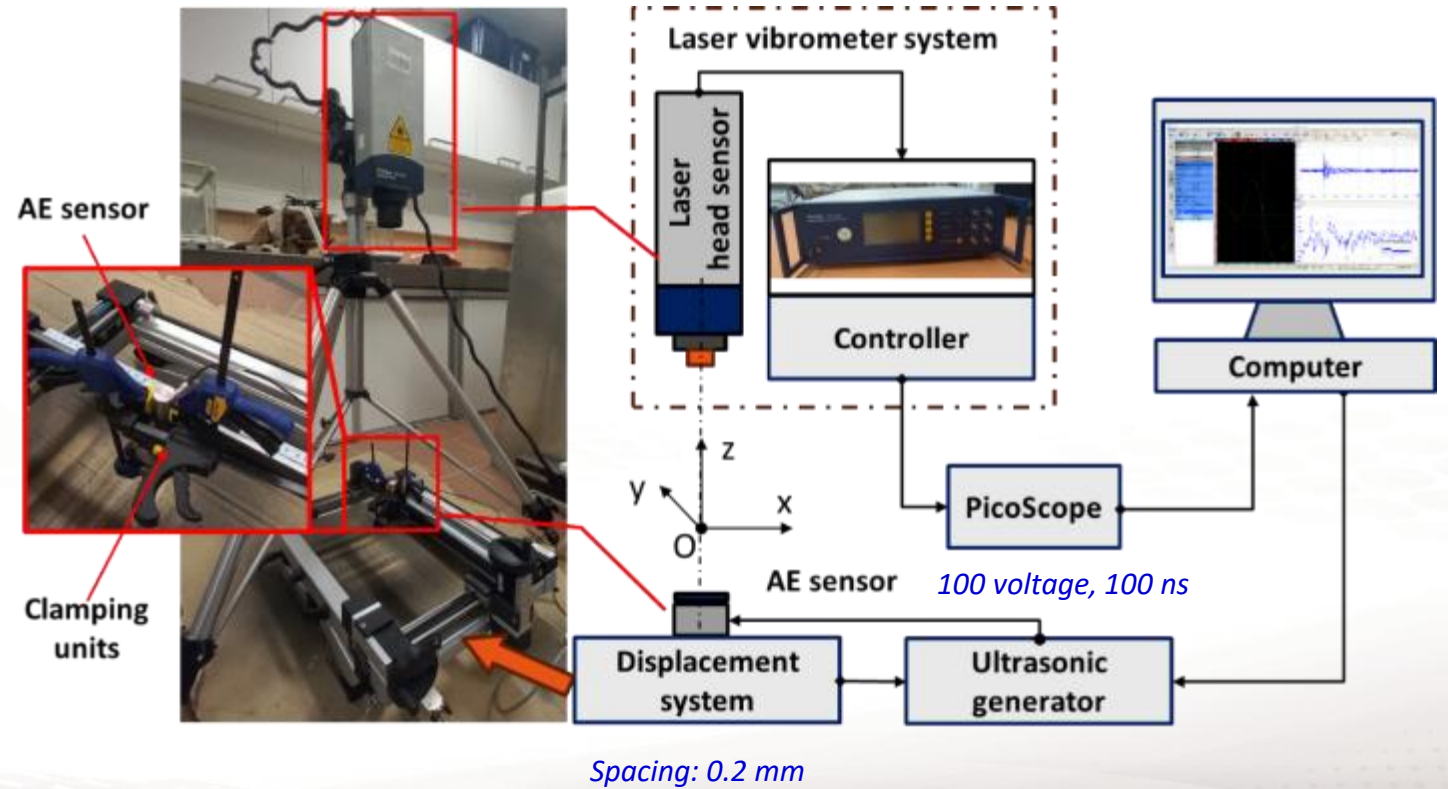 Laser vibrometer system
Laser
head sensor
AE sensor
Controller
Computer
z
y
x
O
PicoScope
AE sensor
100 voltage, 100 ns
Clamping
units
Displacement
system
Ultrasonic
generator
Spacing: 0.2 mm